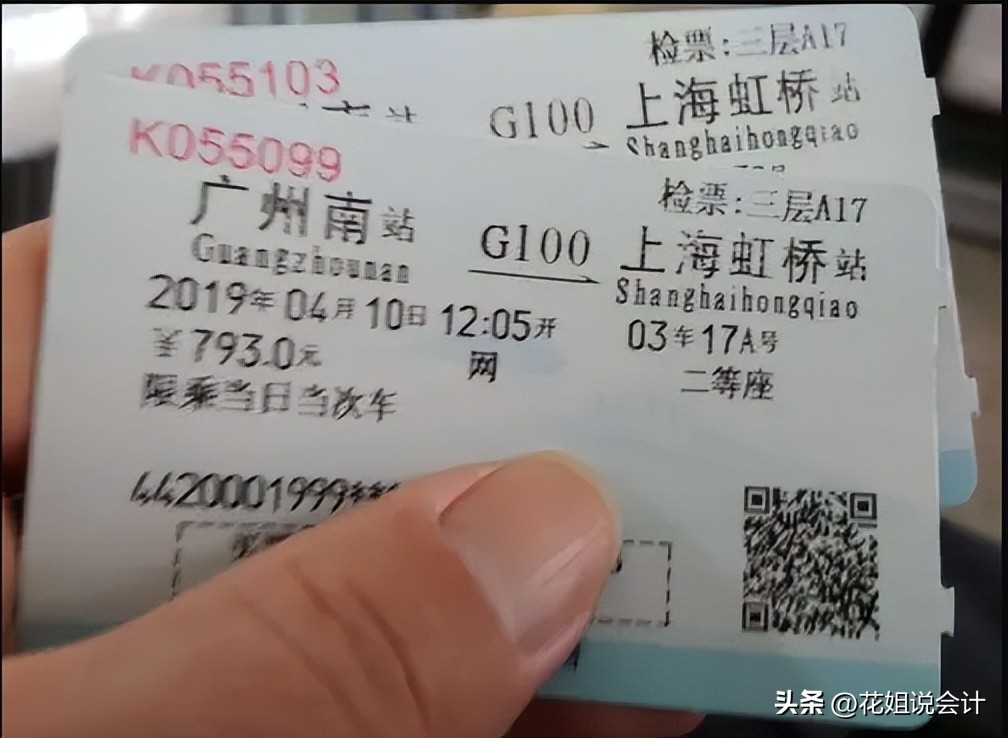 K055103
检票:三层A17
G100
上海虹桥站
Shanghaihongqiao
K055099
检票:三层A17
广州南站
G100
上海虹桥站
Guangzhounan
Shanghaihongqiao
2019年04月10日 12:05开
03车17A号
¥793.0元
网
二等座
限乘当日当次车
4420001999***
头条 @花姐说会计